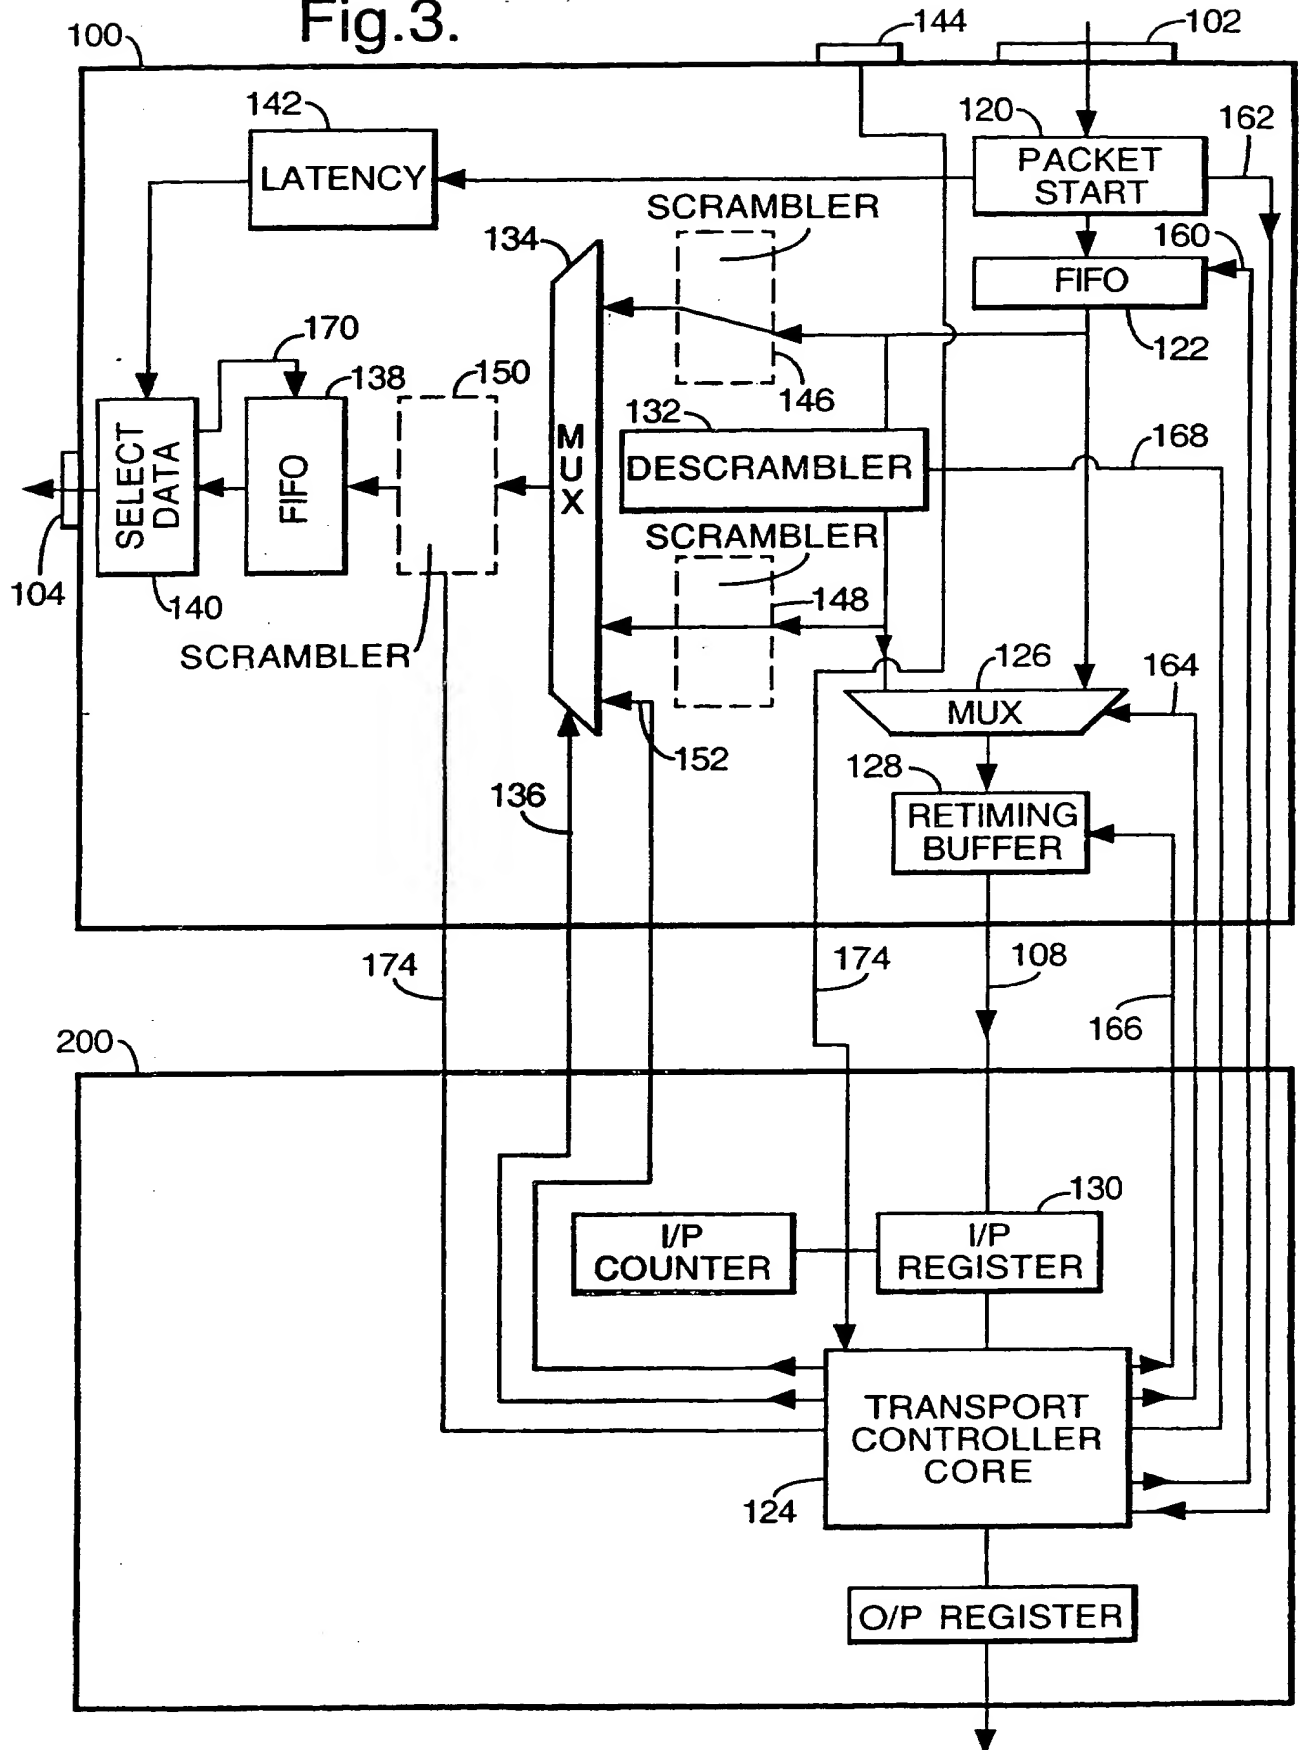 Fig.3.
100
144
102
142
120
162
LATENCY
PACKET
START
SCRAMBLER
134
160
FIFO
170
122
138
150
146
132
168
MUX
DESCRAMBLER
SELECT
DATA
FIFO
SCRAMBLER
104
140
148
SCRAMBLER
126
164
MUX
152
128
136
RETIMING
BUFFER
174
174
108
166
200
130
I/P
COUNTER
I/P
REGISTER
TRANSPORT
CONTROLLER
CORE
124
O/P REGISTER